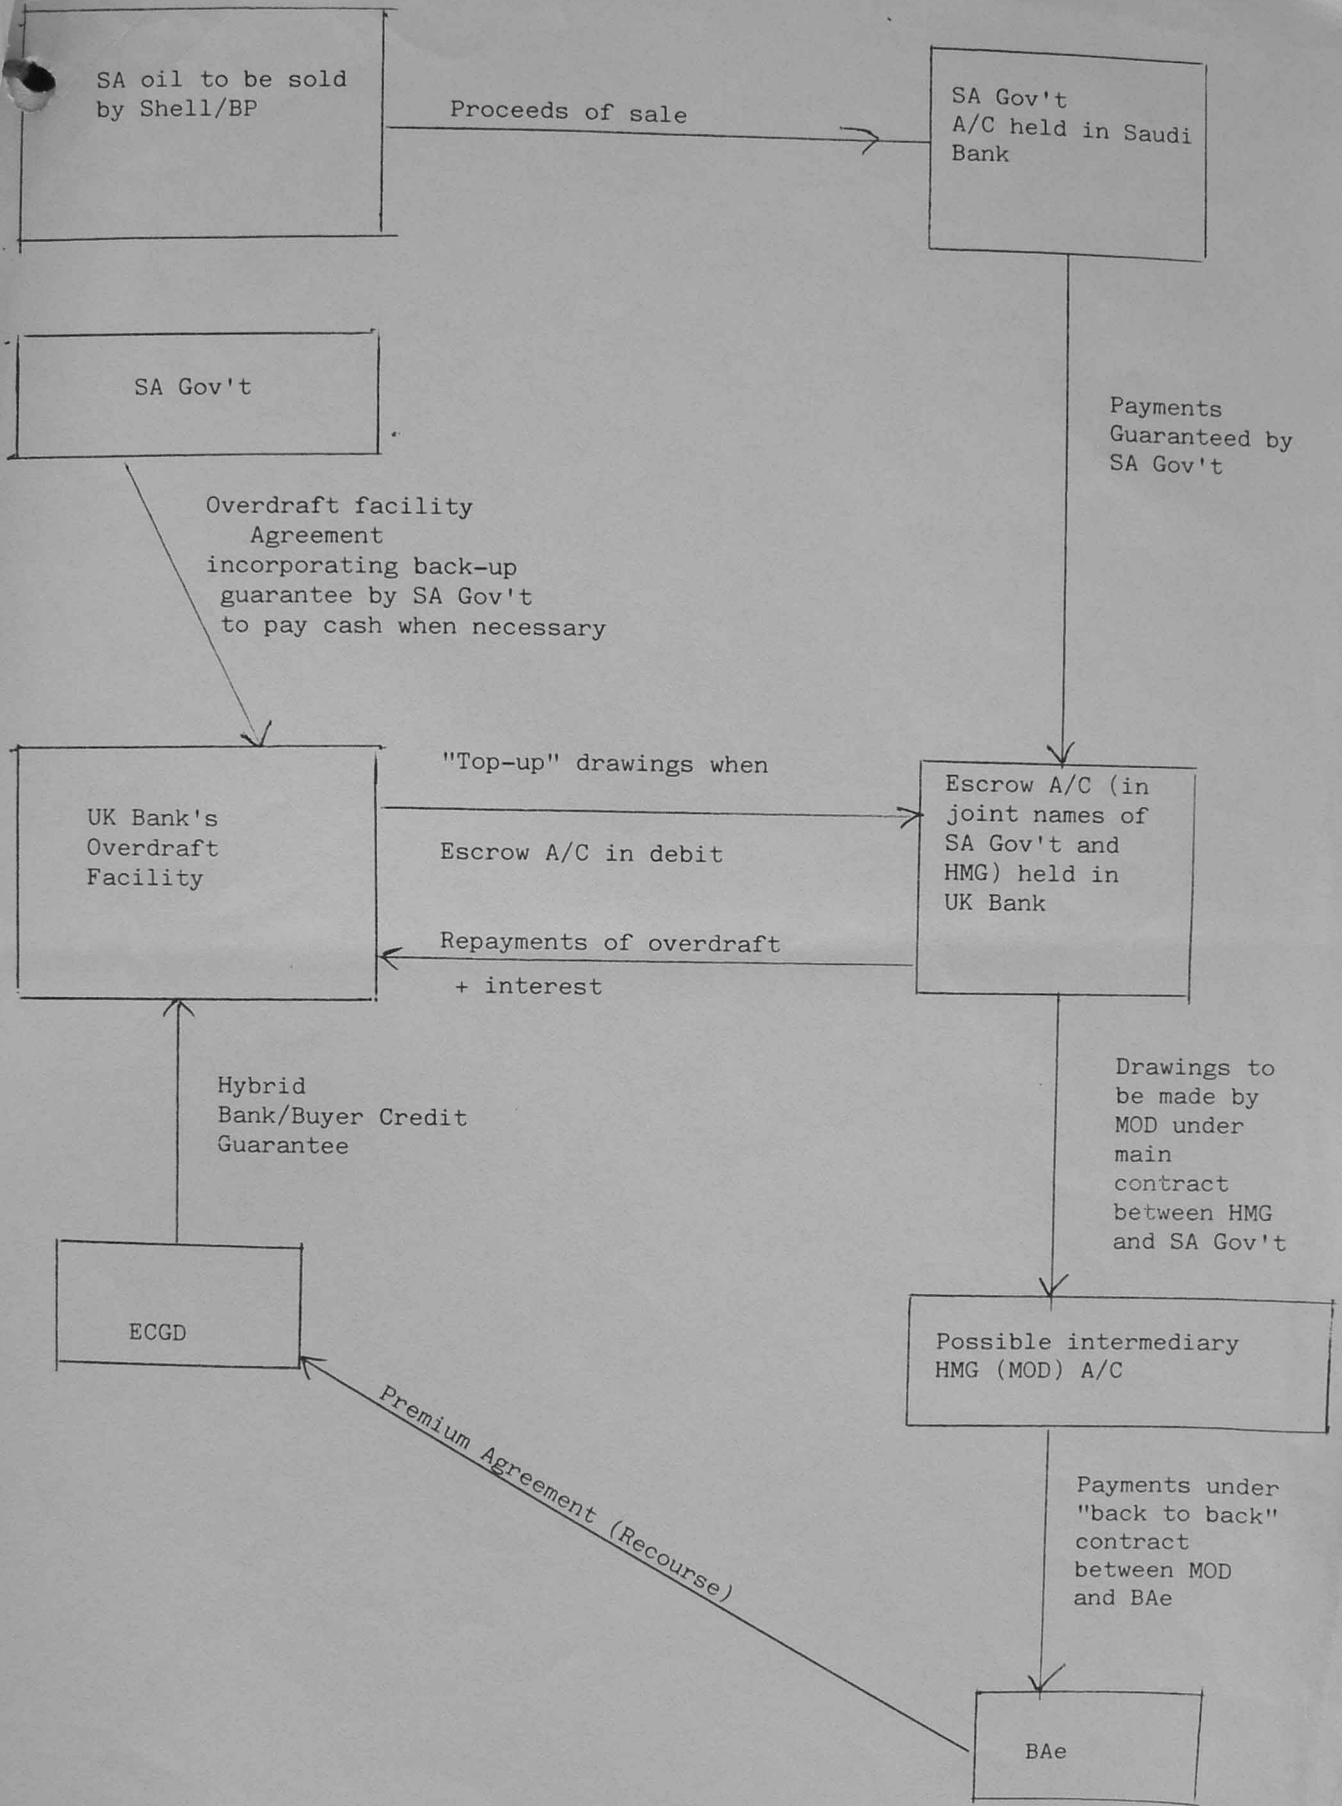 SA oil to be sold
by Shell/BP
Proceeds of sale
SA Gov't
A/C held in Saudi
Bank
SA Gov't
Payments
Guaranteed by
SA Gov't
Overdraft facility
Agreement
incorporating back-up
guarantee by SA Gov't
to pay cash when necessary
UK Bank's
Overdraft
Facility
"Top-up" drawings when
Escrow A/C in debit
Repayments of overdraft
+ interest
Escrow A/C (in
joint names of
SA Gov't and
HMG) held in
UK Bank
Hybrid
Bank/Buyer Credit
Guarantee
Drawings to
be made by
MOD under
main
contract
between HMG
and SA Gov't
ECGD
Possible intermediary
HMG (MOD) A/C
Premium Agreement (Recourse)
Payments under
"back to back"
contract
between MOD
and BAe
BAe